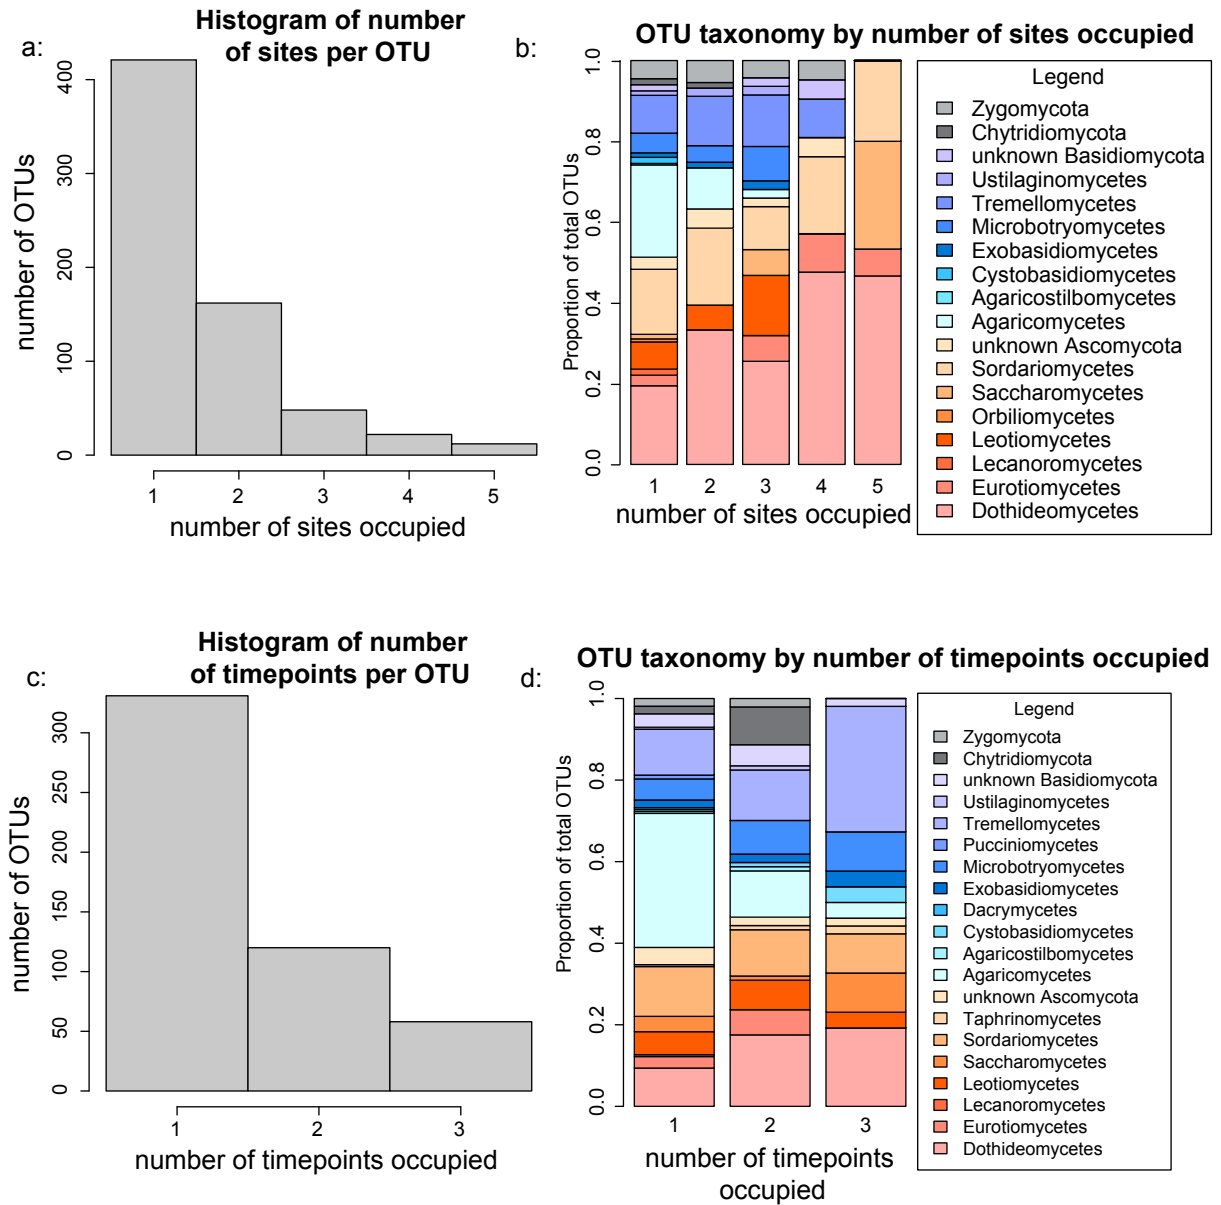 a:
Histogram of number
of sites per OTU
number of OTUs
0
100
200
300
400
1 2 3 4 5
number of sites occupied
b:
OTU taxonomy by number of sites occupied
Proportion of total OTUs
0.0
0.2
0.4
0.6
0.8
1.0
1 2 3 4 5
number of sites occupied
Legend
Zygomycota
Chytridiomycota
unknown Basidiomycota
Ustilaginomycetes
Tremellomycetes
Microbotryomycetes
Exobasidiomycetes
Cystobasidiomycetes
Agaricostilbomycetes
Agaricomycetes
unknown Ascomycota
Sordariomycetes
Saccharomycetes
Orbiliomycetes
Leotiomycetes
Lecanoromycetes
Eurotiomycetes
Dothideomycetes
c:
Histogram of number
of timepoints per OTU
number of OTUs
0
50
100
150
200
250
300
1 2 3
number of timepoints occupied
d:
OTU taxonomy by number of timepoints occupied
Proportion of total OTUs
0.0
0.2
0.4
0.6
0.8
1.0
1 2 3
number of timepoints
occupied
Legend
Zygomycota
Chytridiomycota
unknown Basidiomycota
Ustilaginomycetes
Tremellomycetes
Pucciniomycetes
Microbotryomycetes
Exobasidiomycetes
Dacrymycetes
Cystobasidiomycetes
Agaricostilbomycetes
Agaricomycetes
unknown Ascomycota
Taphrinomycetes
Sordariomycetes
Saccharomycetes
Leotiomycetes
Lecanoromycetes
Eurotiomycetes
Dothideomycetes